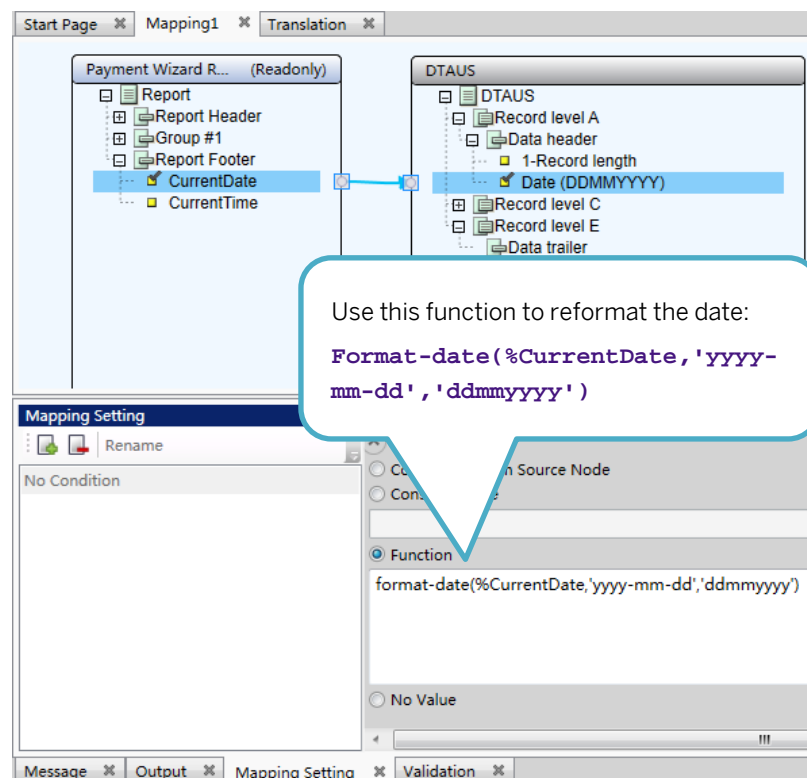 Start Page Mapping1 Translation
Payment Wizard R... (Readonly)
Report
Report Header
Group #1
Report Footer
CurrentDate
CurrentTime
DTAUS
DTAUS
Record level A
Data header
1-Record length
Date (DDMMYYYY)
Record level C
Record level E
Data trailer
Use this function to reformat the date:
Format-date(%CurrentDate,'yyyy-
mm-dd','ddmmyyyy')
Mapping Setting
Rename
No Condition
Source Node
Function
format-date(%CurrentDate,'yyyy-mm-dd','ddmmyyyy')
No Value
Message Output Mapping Setting Validation